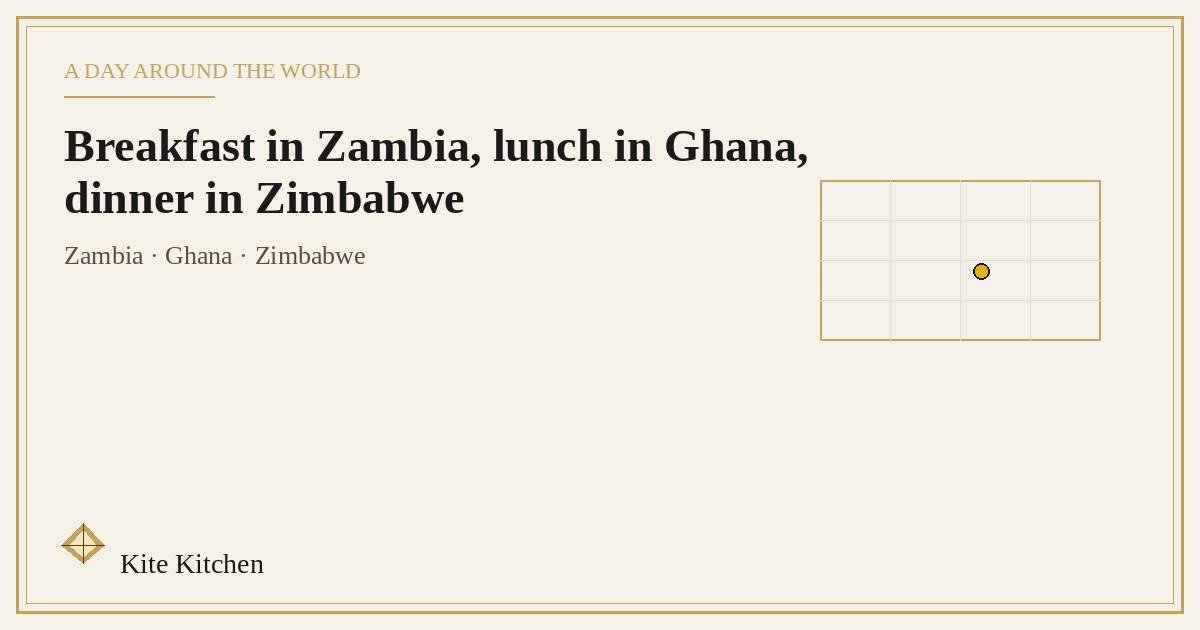 A DAY AROUND THE WORLD
Breakfast in Zambia, lunch in Ghana,
dinner in Zimbabwe
Zambia · Ghana · Zimbabwe
Kite Kitchen